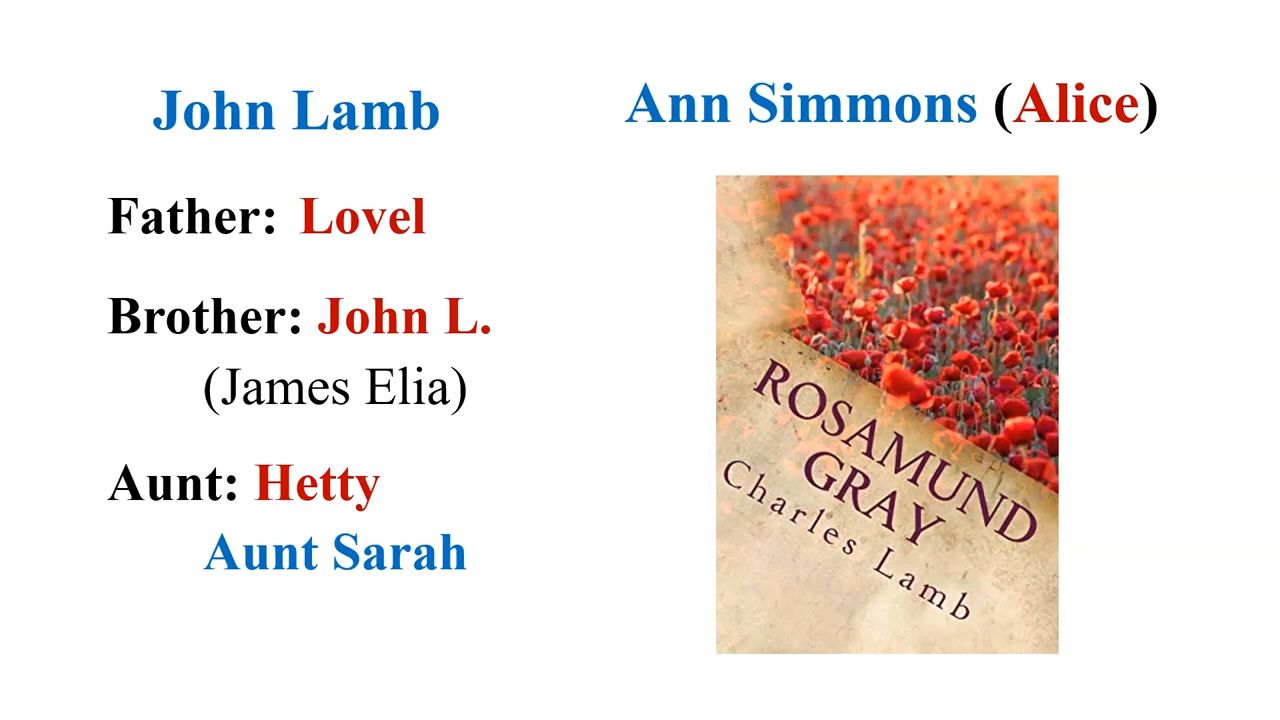 John Lamb
Father: Lovel
Brother: John L.
(James Elia)
Aunt: Hetty
Aunt Sarah
Ann Simmons (Alice)
ROSAMUND
GRAY
Charles Lamb